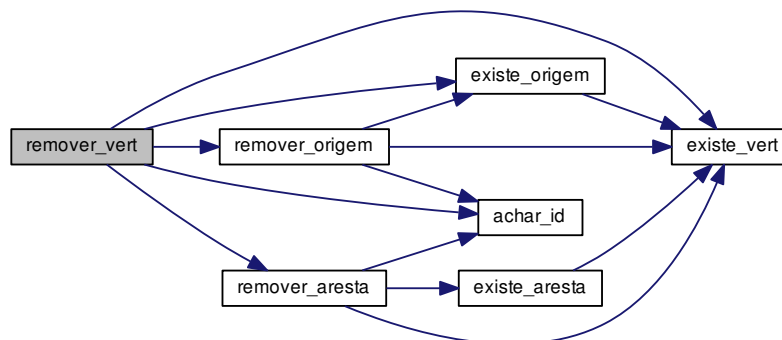 existe_origem
remover_vert
remover_origem
existe_vert
achar_id
remover_aresta
existe_aresta